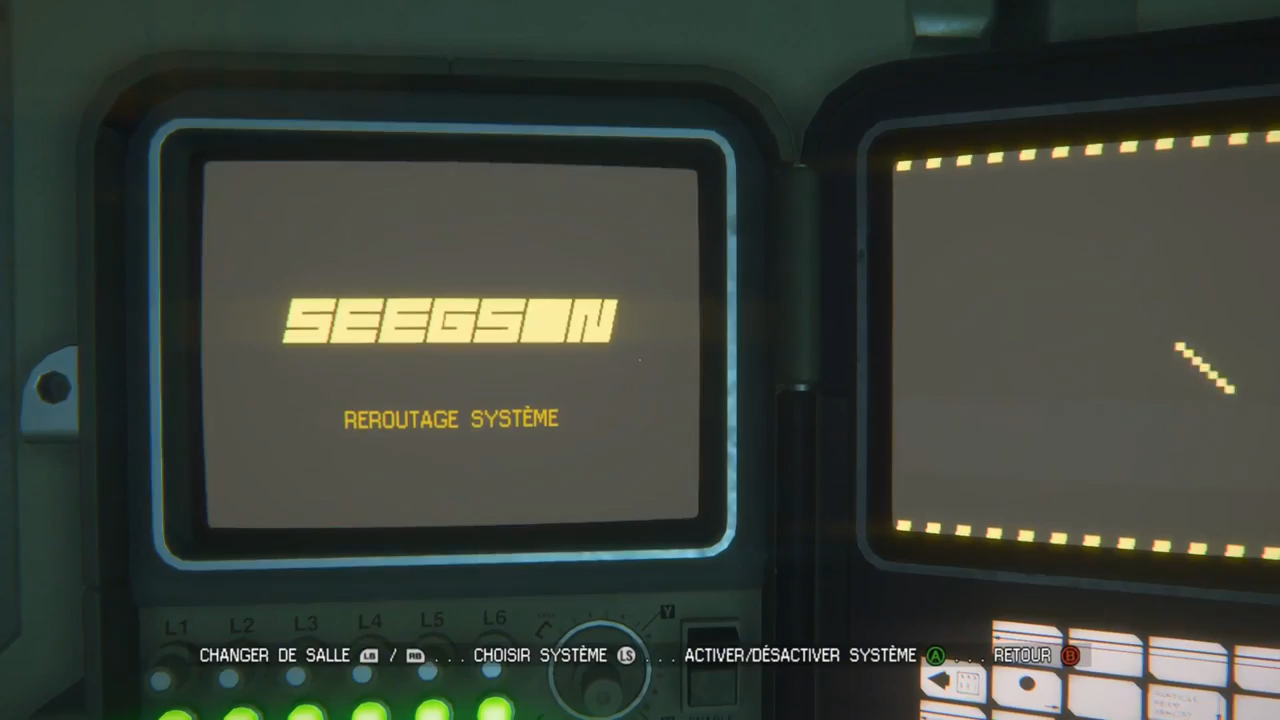 SEEGSON
REROUTAGE SYSTÈME
L1 L2 L3 L4 L5 L6 Y
CHANGER DE SALLE LB / RB ... CHOISIR SYSTÈME LS ... ACTIVER/DÉSACTIVER SYSTÈME A ... RETOUR B